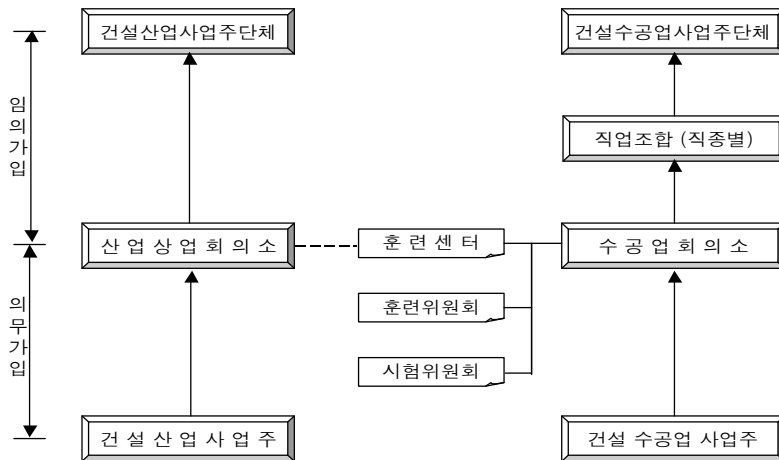 건설산업사업주단체
건설수공업사업주단체
임의가입
직업조합 (직종별)
산 업 상 업 회 의 소
훈 련 센 터
수 공 업 회 의 소
의무가입
훈련위원회
시험위원회
건 설 산 업 사 업 주
건설 수공업 사업주